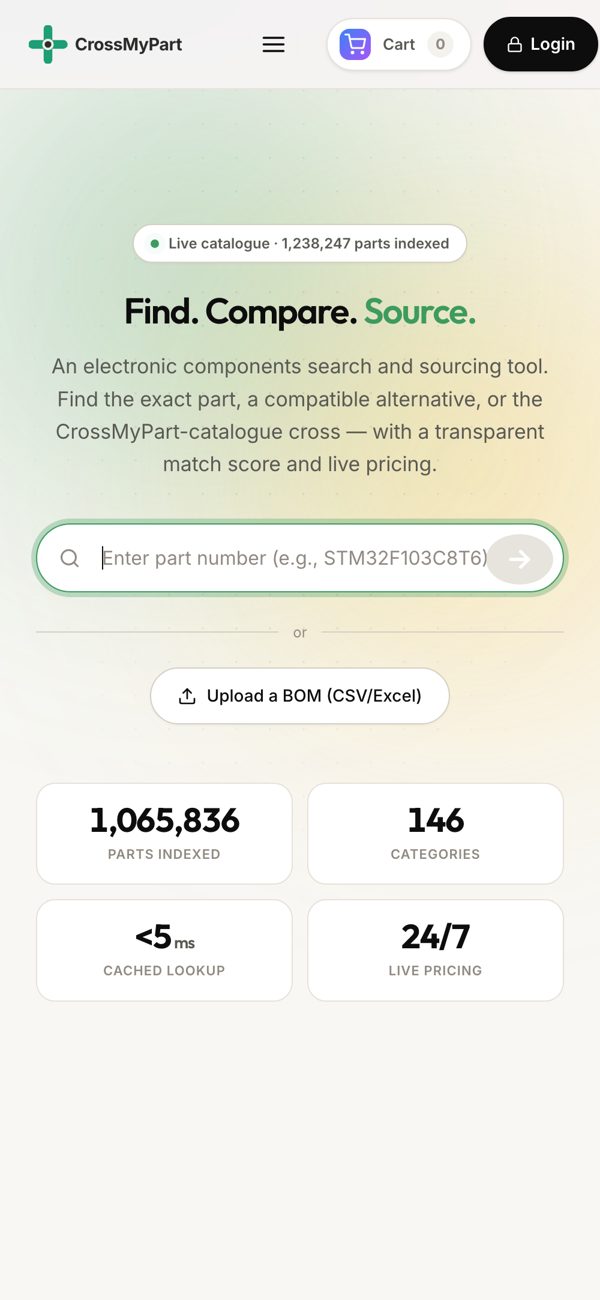 CrossMyPart
Cart 0
Login
Live catalogue · 1,238,247 parts indexed
Find. Compare. Source.
An electronic components search and sourcing tool.
Find the exact part, a compatible alternative, or the
CrossMyPart-catalogue cross — with a transparent
match score and live pricing.
Enter part number (e.g., STM32F103C8T6)
or
Upload a BOM (CSV/Excel)
1,065,836
PARTS INDEXED
146
CATEGORIES
<5 ms
CACHED LOOKUP
24/7
LIVE PRICING